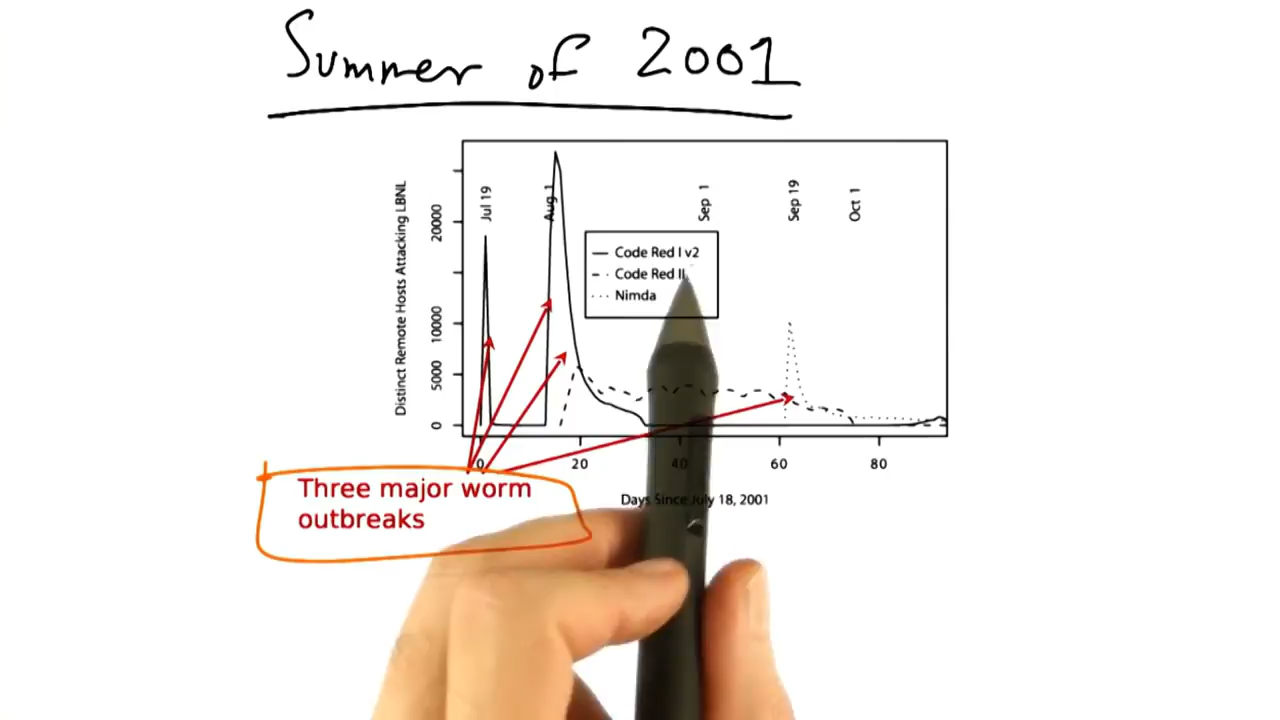 Summer of 2001
Distinct Remote Hosts Attacking LBNL
20000
10000
5000
0
Jul 19
Aug 1
Sep 1
Sep 19
Oct 1
Code Red I v2
Code Red II
Nimda
0 20 40 60 80
Days Since July 18, 2001
Three major worm
outbreaks